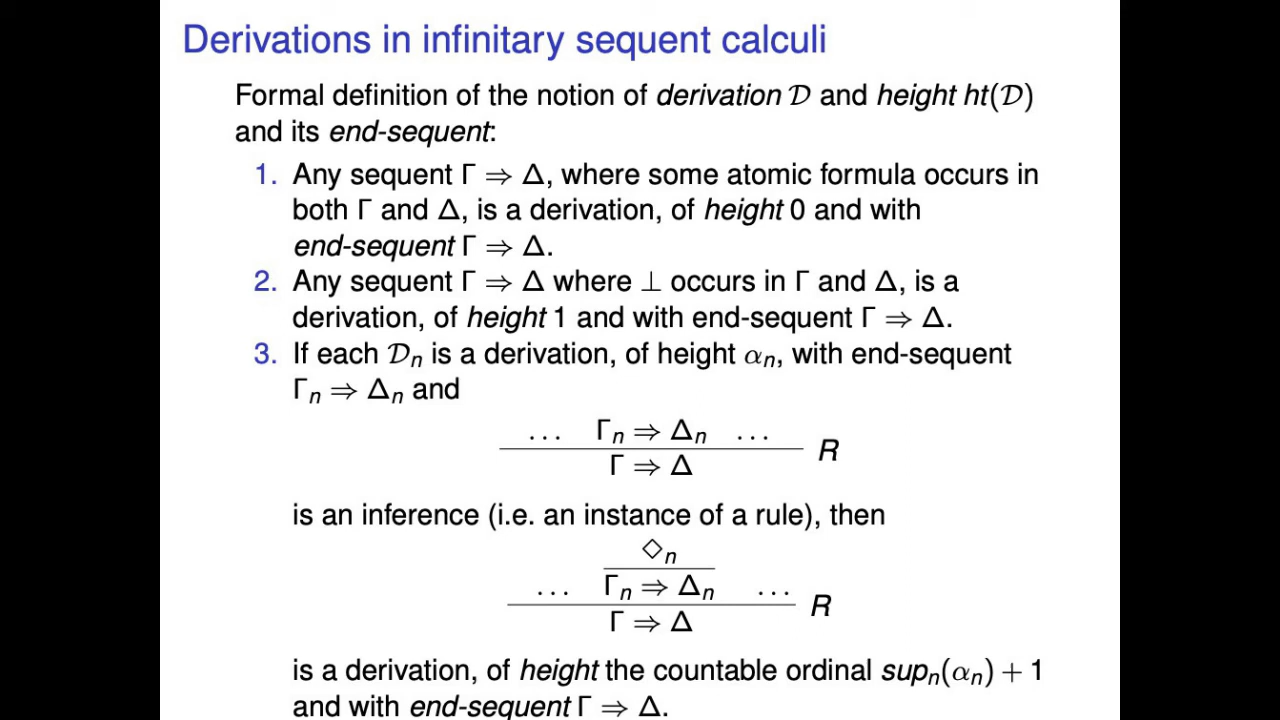 Derivations in infinitary sequent calculi
Formal definition of the notion of derivation 𝒟 and height ht(𝒟)
and its end-sequent:
1. Any sequent Γ ⇒ Δ, where some atomic formula occurs in
both Γ and Δ, is a derivation, of height 0 and with
end-sequent Γ ⇒ Δ.
2. Any sequent Γ ⇒ Δ where ⊥ occurs in Γ and Δ, is a
derivation, of height 1 and with end-sequent Γ ⇒ Δ.
3. If each 𝒟n is a derivation, of height αn, with end-sequent
Γn ⇒ Δn and
... Γn ⇒ Δn ...
R
Γ ⇒ Δ
is an inference (i.e. an instance of a rule), then
◇n
... Γn ⇒ Δn ...
R
Γ ⇒ Δ
is a derivation, of height the countable ordinal supn(αn) + 1
and with end-sequent Γ ⇒ Δ.